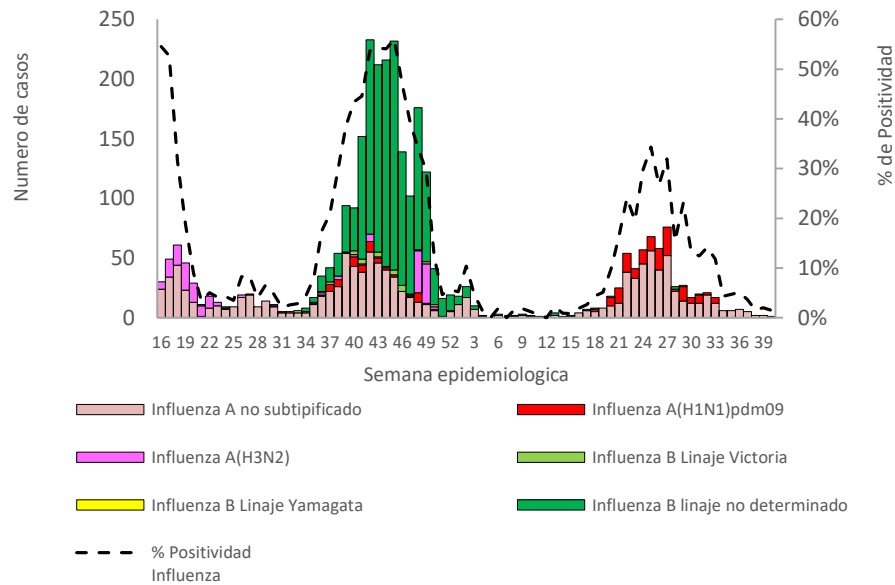 250
200
150
100
50
0
60%
50%
40%
30%
20%
10%
0%
Numero de casos
% de Positividad
16 19 22 25 28 31 34 37 40 43 46 49 52 3 6 9 12 15 18 21 24 27 30 33 36 39
Semana epidemiologica
Influenza A no subtipificado
Influenza A(H1N1)pdm09
Influenza A(H3N2)
Influenza B Linaje Victoria
Influenza B Linaje Yamagata
Influenza B linaje no determinado
% Positividad
Influenza